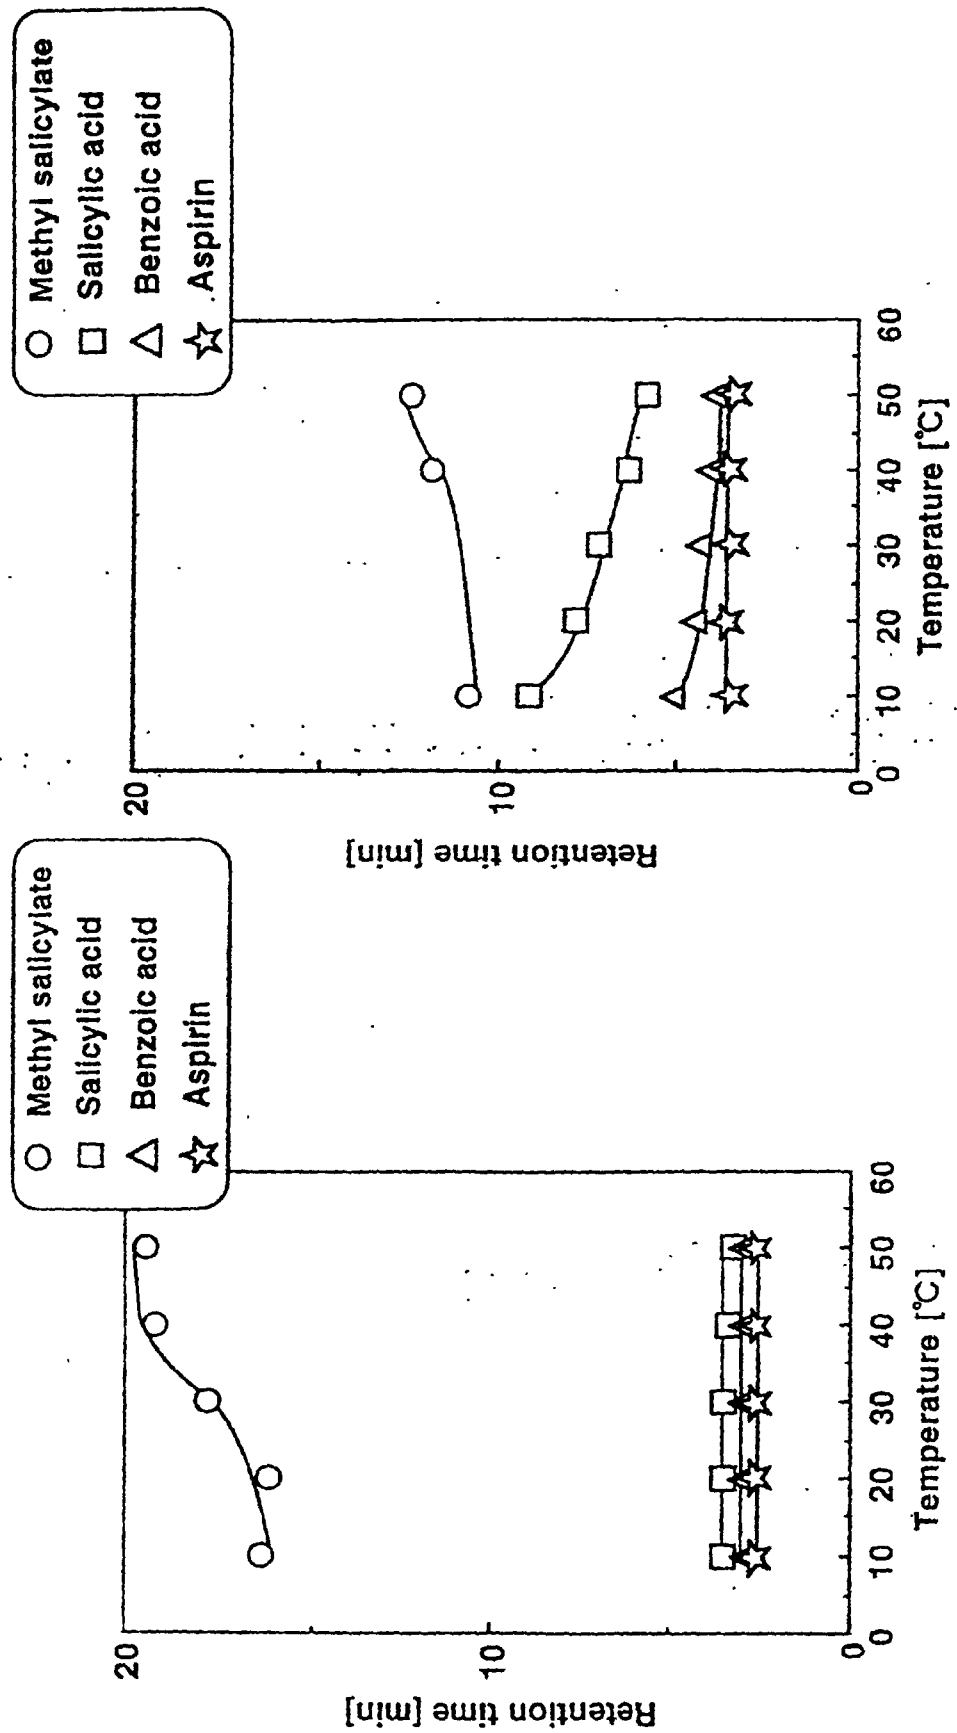 ○ Methyl salicylate
□ Salicylic acid
△ Benzoic acid
☆ Aspirin
20
10
0
Retention time [min]
0 10 20 30 40 50 60
Temperature [℃]
○ Methyl salicylate
□ Salicylic acid
△ Benzoic acid
☆ Aspirin
20
10
0
Retention time [min]
0 10 20 30 40 50 60
Temperature [℃]